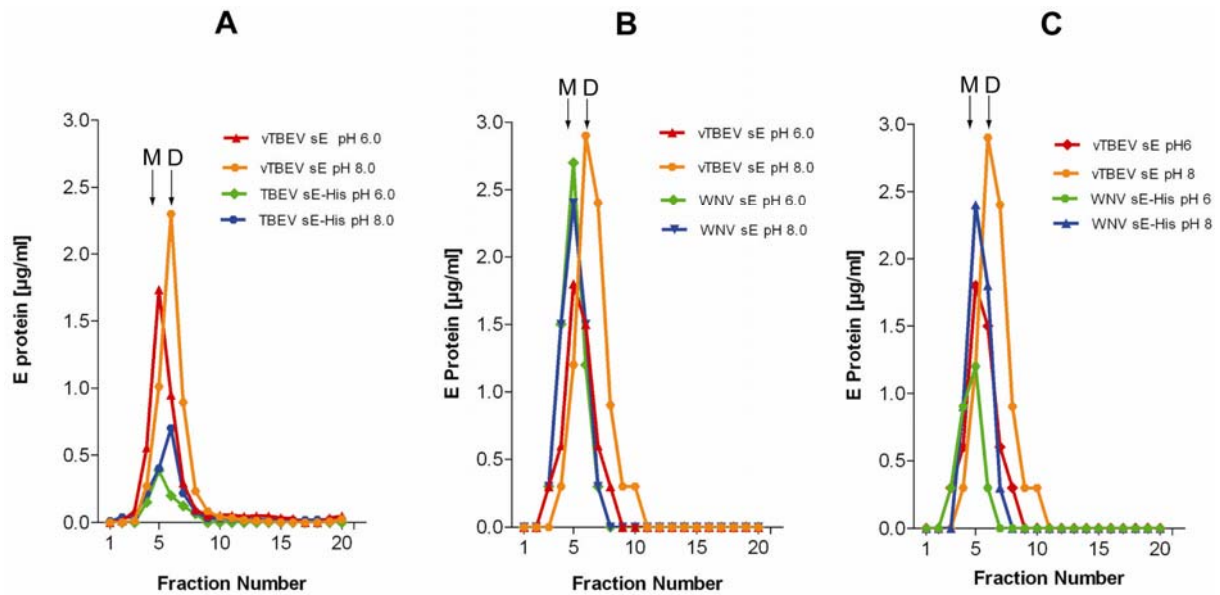 A
M D
vTBEV sE pH 6.0
vTBEV sE pH 8.0
TBEV sE-His pH 6.0
TBEV sE-His pH 8.0
E protein [µg/ml]
3.0
2.5
2.0
1.5
1.0
0.5
0.0
1 5 10 15 20
Fraction Number
B
M D
vTBEV sE pH 6.0
vTBEV sE pH 8.0
WNV sE pH 6.0
WNV sE pH 8.0
E Protein [µg/ml]
3.0
2.5
2.0
1.5
1.0
0.5
0.0
1 5 10 15 20
Fraction Number
C
M D
vTBEV sE pH6
vTBEV sE pH 8
WNV sE-His pH 6
WNV sE-His pH 8
E Protein [µg/ml]
3.0
2.5
2.0
1.5
1.0
0.5
0.0
1 5 10 15 20
Fraction Number